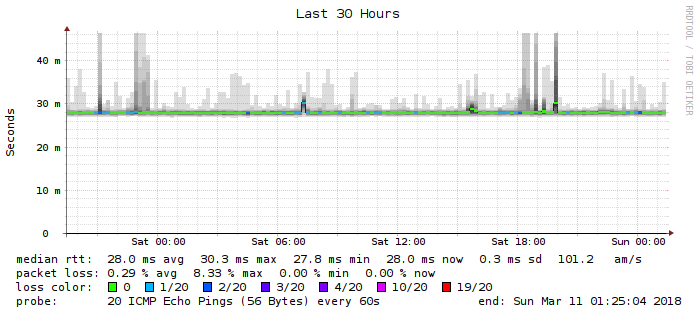 Last 30 Hours
RRDTOOL / TOBI OETIKER
Seconds
40 m
30 m
20 m
10 m
0
Sat 00:00 Sat 06:00 Sat 12:00 Sat 18:00 Sun 00:00
median rtt: 28.0 ms avg 30.3 ms max 27.8 ms min 28.0 ms now 0.3 ms sd 101.2 am/s
packet loss: 0.29 % avg 8.33 % max 0.00 % min 0.00 % now
loss color: 0 1/20 2/20 3/20 4/20 10/20 19/20
probe: 20 ICMP Echo Pings (56 Bytes) every 60s end: Sun Mar 11 01:25:04 2018